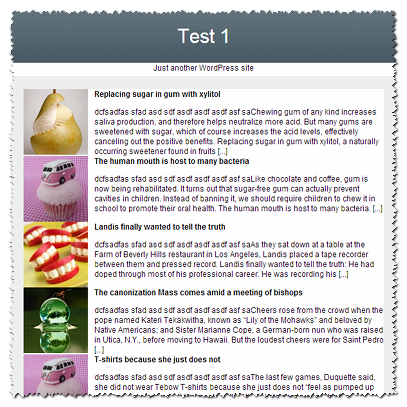 Test 1
Just another WordPress site
Replacing sugar in gum with xylitol
dcfsadfas sfad asd sdf asdf asdf asdf asf saChewing gum of any kind increases
saliva production, and therefore helps neutralize more acid. But many gums are
sweetened with sugar, which of course increases the acid levels, effectively
canceling out the positive benefits. Replacing sugar in gum with xylitol, a naturally
occurring sweetener found in fruits [...]
The human mouth is host to many bacteria
dcfsadfas sfad asd sdf asdf asdf asdf asf saLike chocolate and coffee, gum is
now being rehabilitated. It turns out that sugar-free gum can actually prevent
cavities in children. Instead of banning it, we should require children to chew it in
school to promote their oral health. The human mouth is host to many bacteria. [...]
Landis finally wanted to tell the truth
dcfsadfas sfad asd sdf asdf asdf asdf asf saAs they sat down at a table at the
Farm of Beverly Hills restaurant in Los Angeles, Landis placed a tape recorder
between them and pressed record. Landis finally wanted to tell the truth: He had
doped through most of his professional career. He was recording his [...]
The canonization Mass comes amid a meeting of bishops
dcfsadfas sfad asd sdf asdf asdf asdf asf saCheers rose from the crowd when the
pope named Kateri Tekakwitha, known as “Lily of the Mohawks” and beloved by
Native Americans; and Sister Marianne Cope, a German-born nun who was raised
in Utica, N.Y., before moving to Hawaii. But the loudest cheers were for Saint Pedro
[...]
T-shirts because she just does not
dcfsadfas sfad asd sdf asdf asdf asdf asf saThe last few games, Duquette said,
she did not wear Tebow T-shirts because she just does not “feel as pumped up